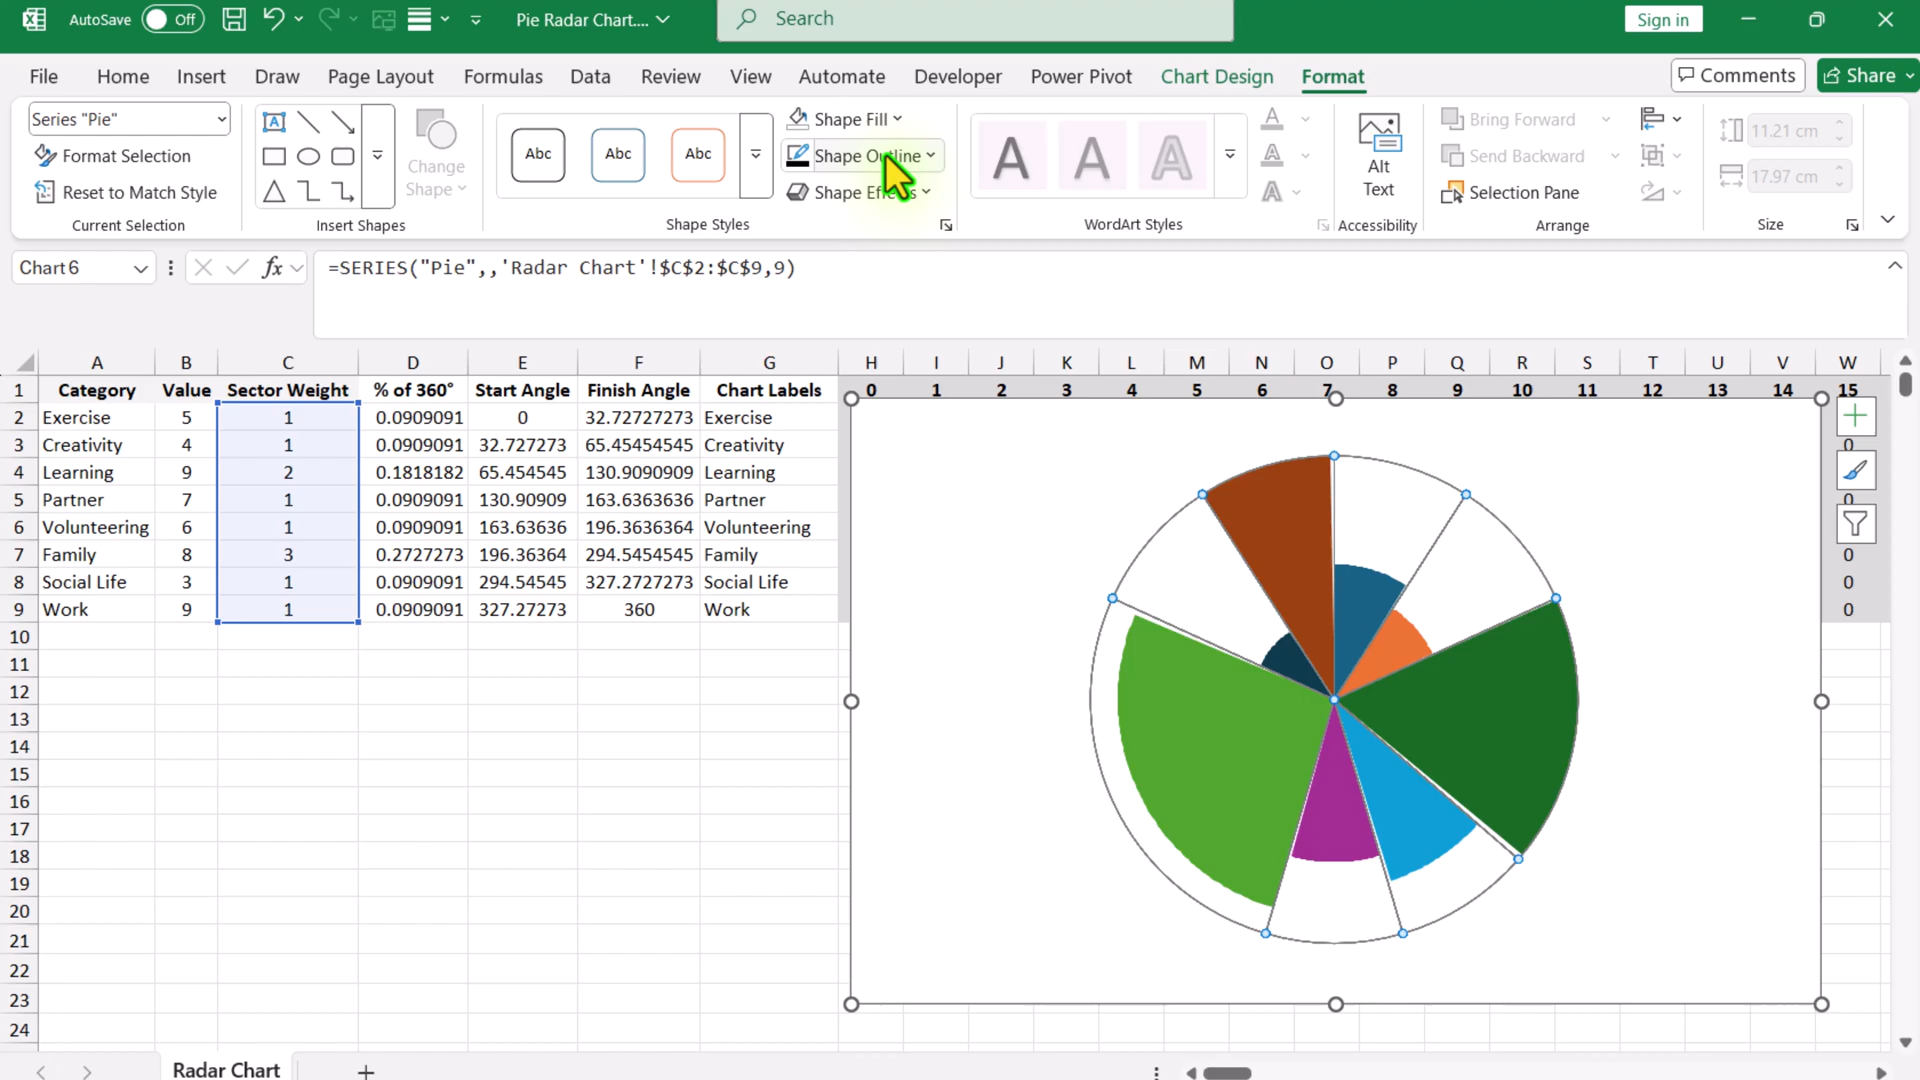 AutoSave Off Pie Radar Chart.... Search Sign in
File Home Insert Draw Page Layout Formulas Data Review View Automate Developer Power Pivot Chart Design Format Comments Share
Series "Pie"
Format Selection
Reset to Match Style
Current Selection
Change
Shape
Insert Shapes
Abc Abc Abc
Shape Fill
Shape Outline
Shape Effects
Shape Styles
A A A
WordArt Styles
Alt
Text
Accessibility
Bring Forward
Send Backward
Selection Pane
Arrange
11.21 cm
17.97 cm
Size
Chart 6 fx =SERIES("Pie",,'Radar Chart'!$C$2:$C$9,9)
A B C D E F G H I J K L M N O P Q R S T U V W
1 Category Value Sector Weight % of 360° Start Angle Finish Angle Chart Labels 0 1 2 3 4 5 6 7 8 9 10 11 12 13 14 15
2 Exercise 5 1 0.0909091 0 32.72727273 Exercise
3 Creativity 4 1 0.0909091 32.727273 65.45454545 Creativity 0
4 Learning 9 2 0.1818182 65.454545 130.9090909 Learning
5 Partner 7 1 0.0909091 130.90909 163.6363636 Partner 0
6 Volunteering 6 1 0.0909091 163.63636 196.3636364 Volunteering
7 Family 8 3 0.2727273 196.36364 294.5454545 Family 0
8 Social Life 3 1 0.0909091 294.54545 327.2727273 Social Life 0
9 Work 9 1 0.0909091 327.27273 360 Work 0
10
11
12
13
14
15
16
17
18
19
20
21
22
23
24
Radar Chart